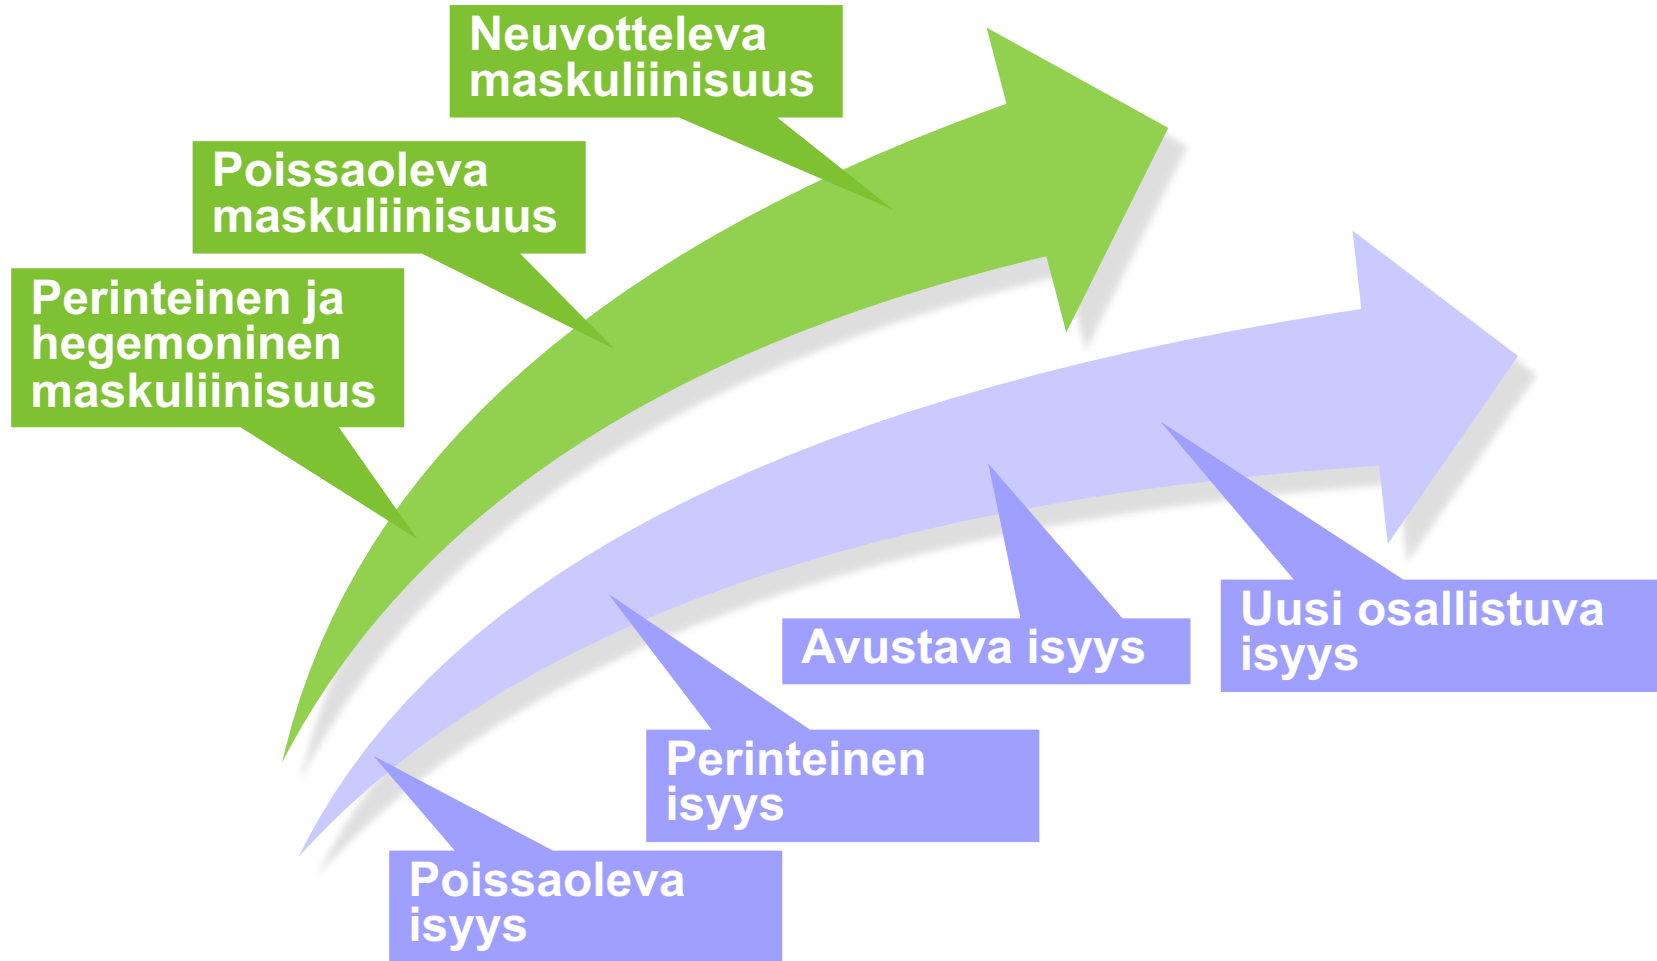 Neuvotteleva
maskuliinisuus
Poissaoleva
maskuliinisuus
Perinteinen ja
hegemoninen
maskuliinisuus
Uusi osallistuva
isyys
Avustava isyys
Perinteinen
isyys
Poissaoleva
isyys